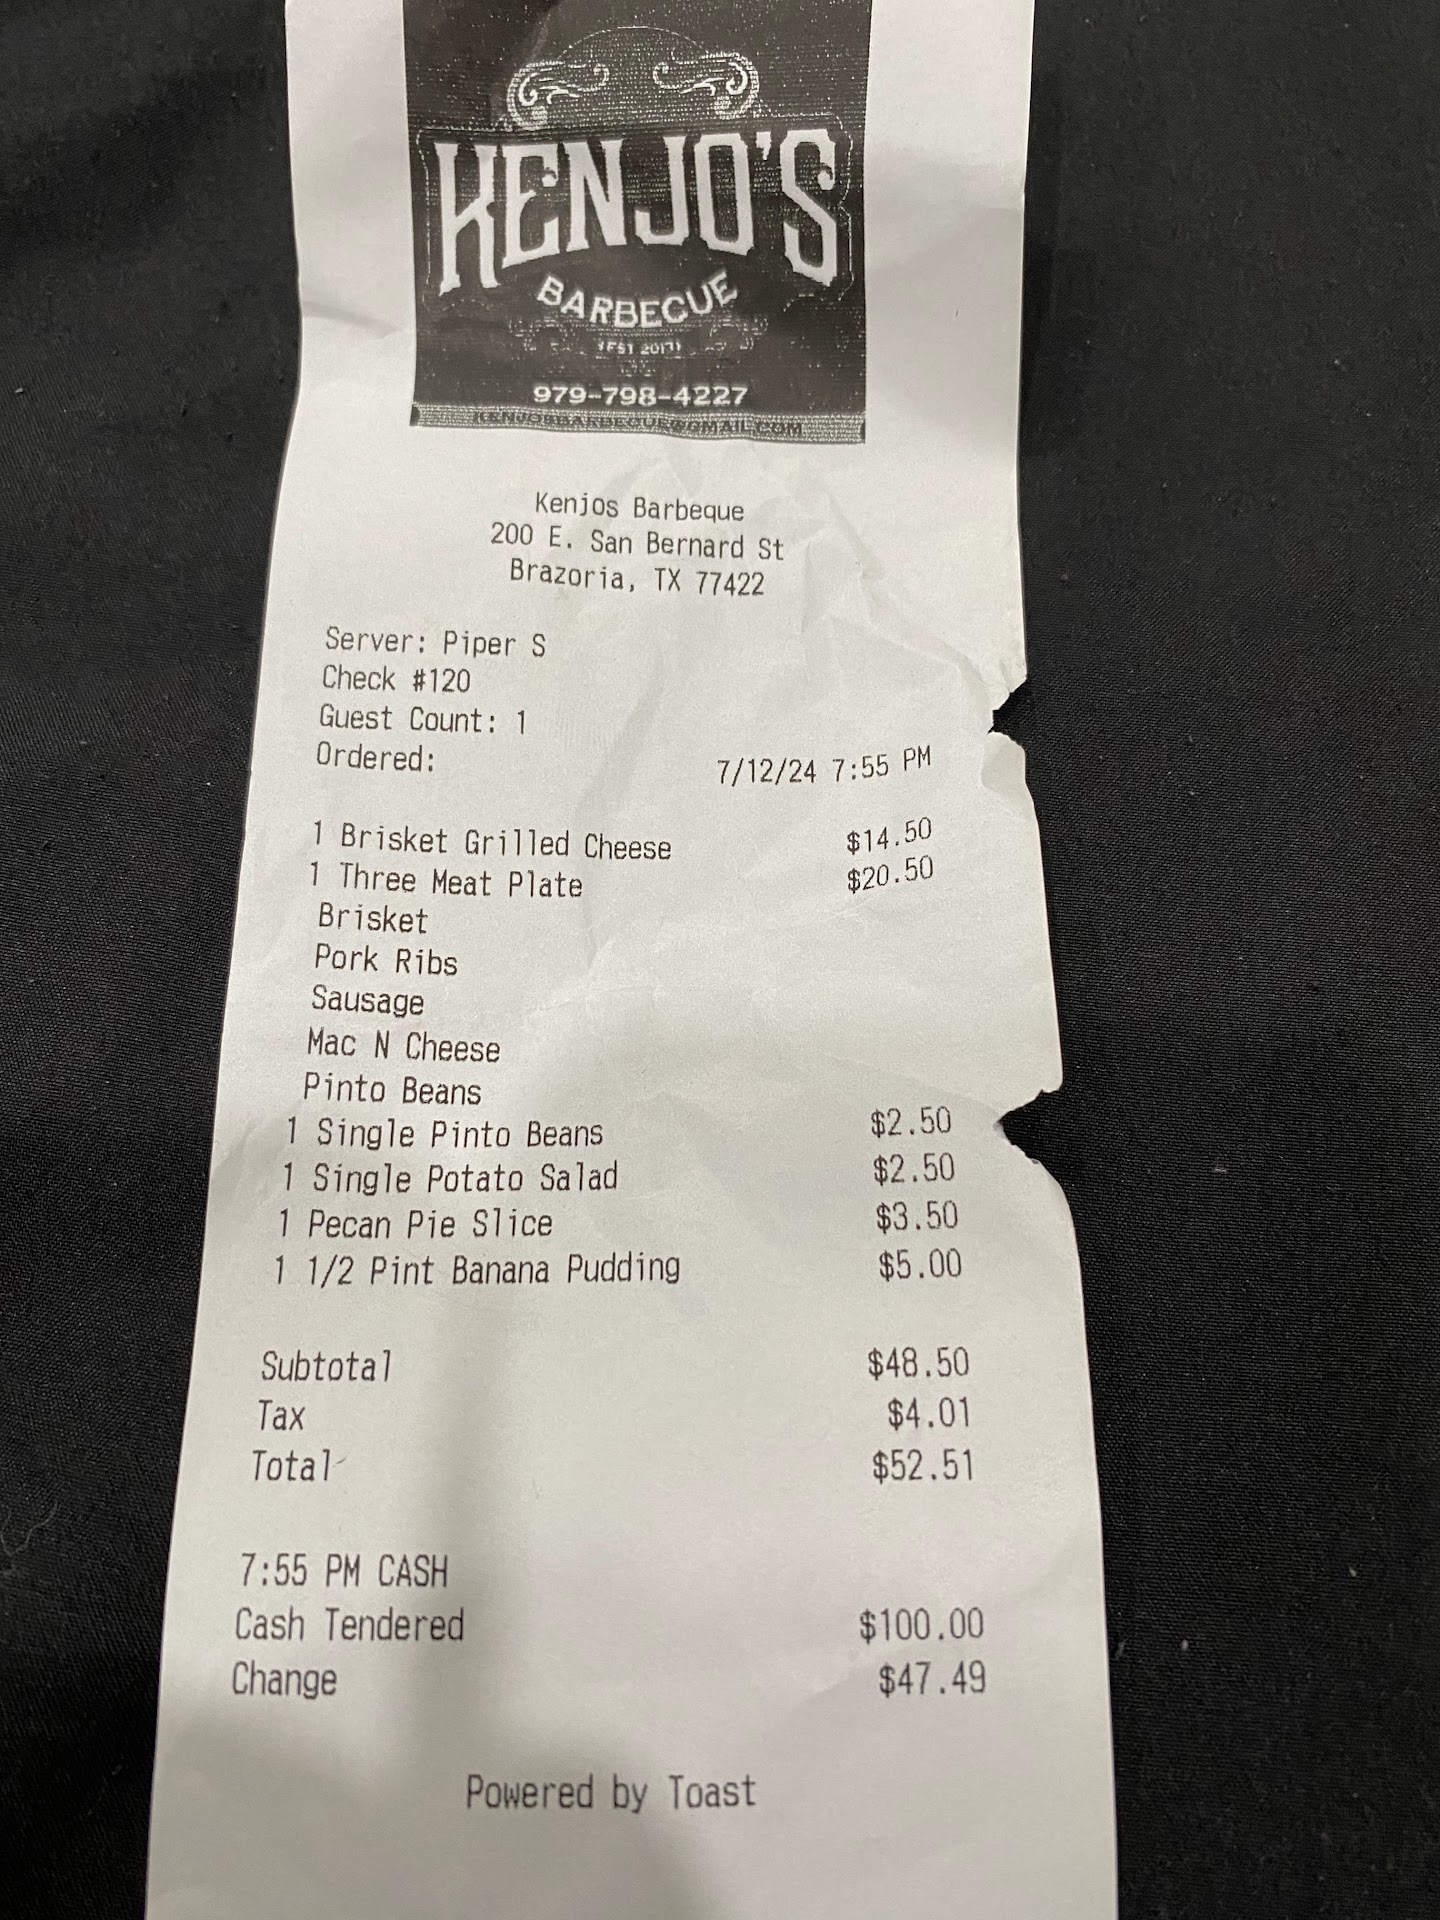 KENJO'S
BARBECUE
EST 2017
979-798-4227
KENJOSBARBEQUE@GMAIL.COM
Kenjos Barbeque
200 E. San Bernard St
Brazoria, TX 77422
Server: Piper S
Check #120
Guest Count: 1
Ordered: 7/12/24 7:55 PM
1 Brisket Grilled Cheese $14.50
1 Three Meat Plate $20.50
Brisket
Pork Ribs
Sausage
Mac N Cheese
Pinto Beans
1 Single Pinto Beans $2.50
1 Single Potato Salad $2.50
1 Pecan Pie Slice $3.50
1 1/2 Pint Banana Pudding $5.00
Subtotal $48.50
Tax $4.01
Total $52.51
7:55 PM CASH
Cash Tendered $100.00
Change $47.49
Powered by Toast